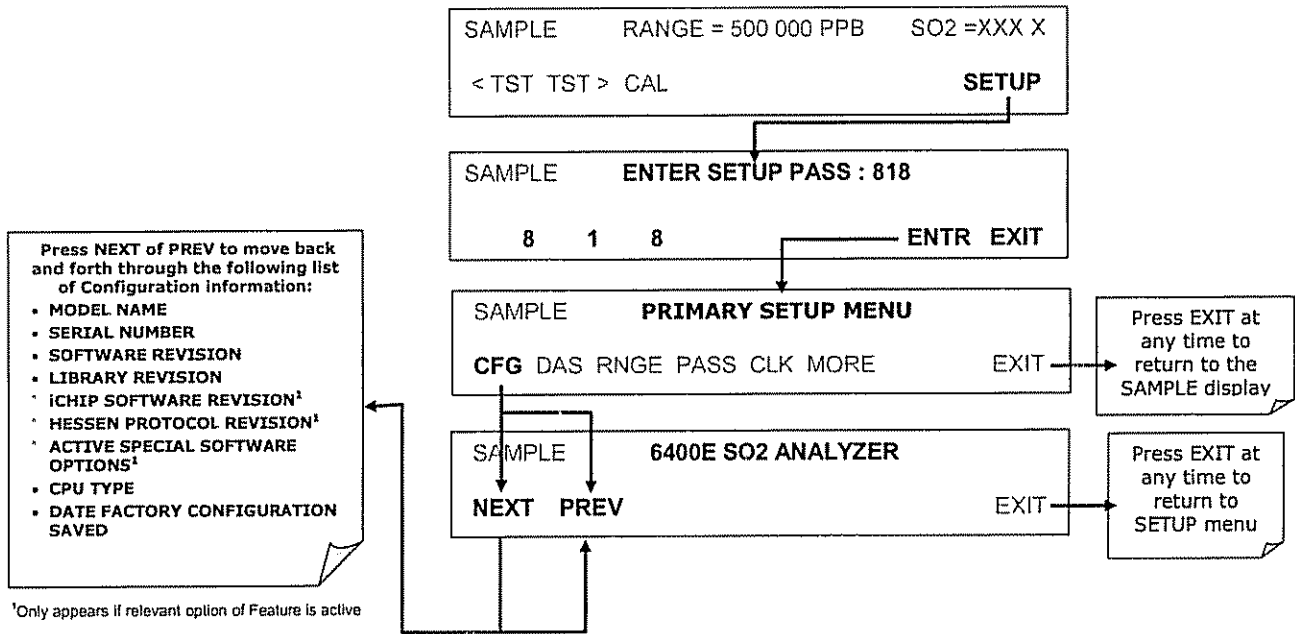 SAMPLE RANGE = 500 000 PPB SO2 =XXX X
< TST TST > CAL SETUP
SAMPLE ENTER SETUP PASS : 818
8 1 8 ENTR EXIT
SAMPLE PRIMARY SETUP MENU
CFG DAS RNGE PASS CLK MORE EXIT
Press EXIT at
any time to
return to the
SAMPLE display
SAMPLE 6400E SO2 ANALYZER
NEXT PREV EXIT
Press EXIT at
any time to
return to
SETUP menu
Press NEXT of PREV to move back
and forth through the following list
of Configuration information:
• MODEL NAME
• SERIAL NUMBER
• SOFTWARE REVISION
• LIBRARY REVISION
* iCHIP SOFTWARE REVISION¹
* HESSEN PROTOCOL REVISION¹
* ACTIVE SPECIAL SOFTWARE
OPTIONS¹
• CPU TYPE
• DATE FACTORY CONFIGURATION
SAVED
¹Only appears if relevant option of Feature is active